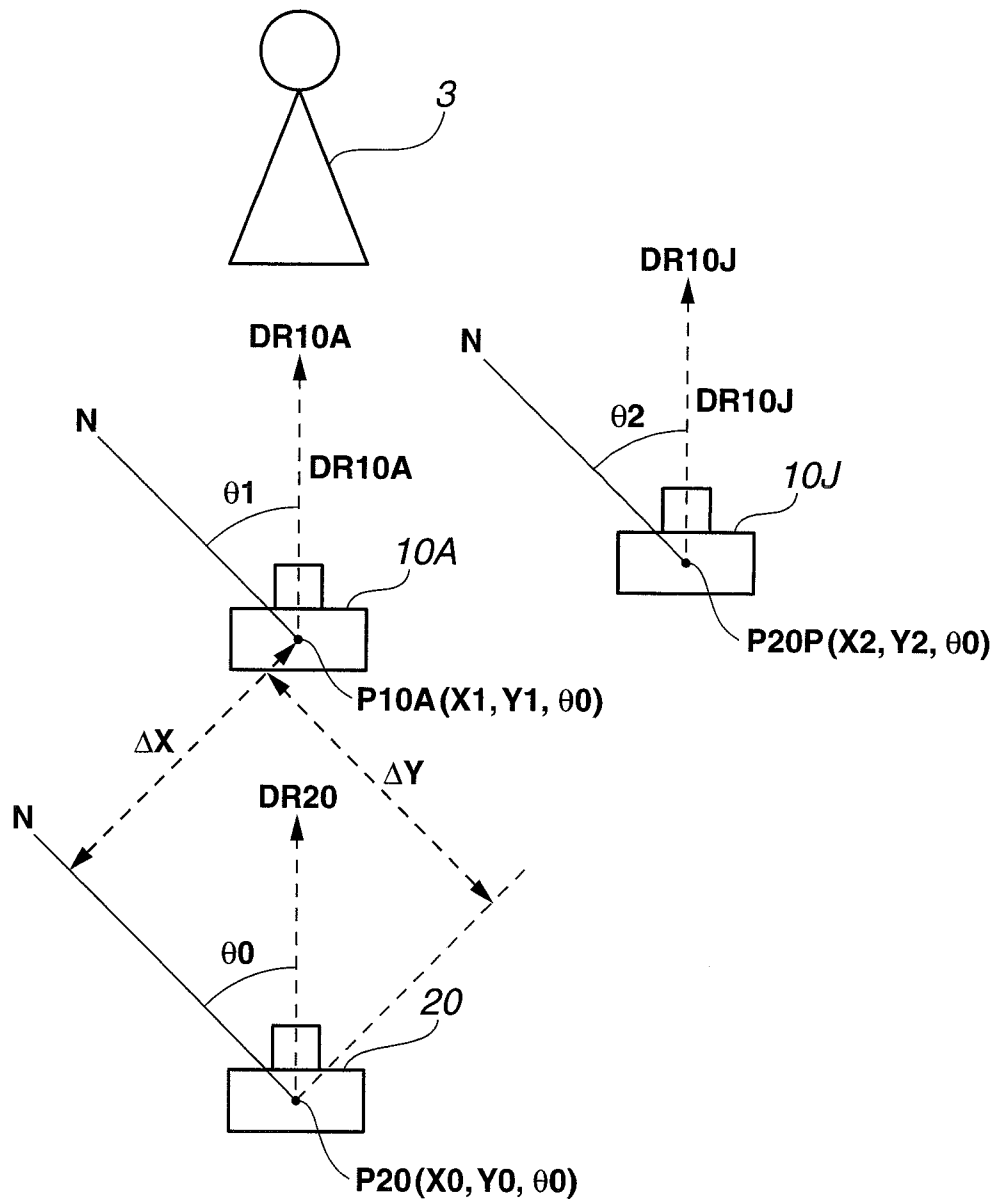 3
DR10J
DR10A
N
N
DR10J
θ2
DR10A
10J
θ1
10A
P20P(X2, Y2, θ0)
P10A(X1, Y1, θ0)
ΔX
ΔY
DR20
N
θ0
20
P20(X0, Y0, θ0)